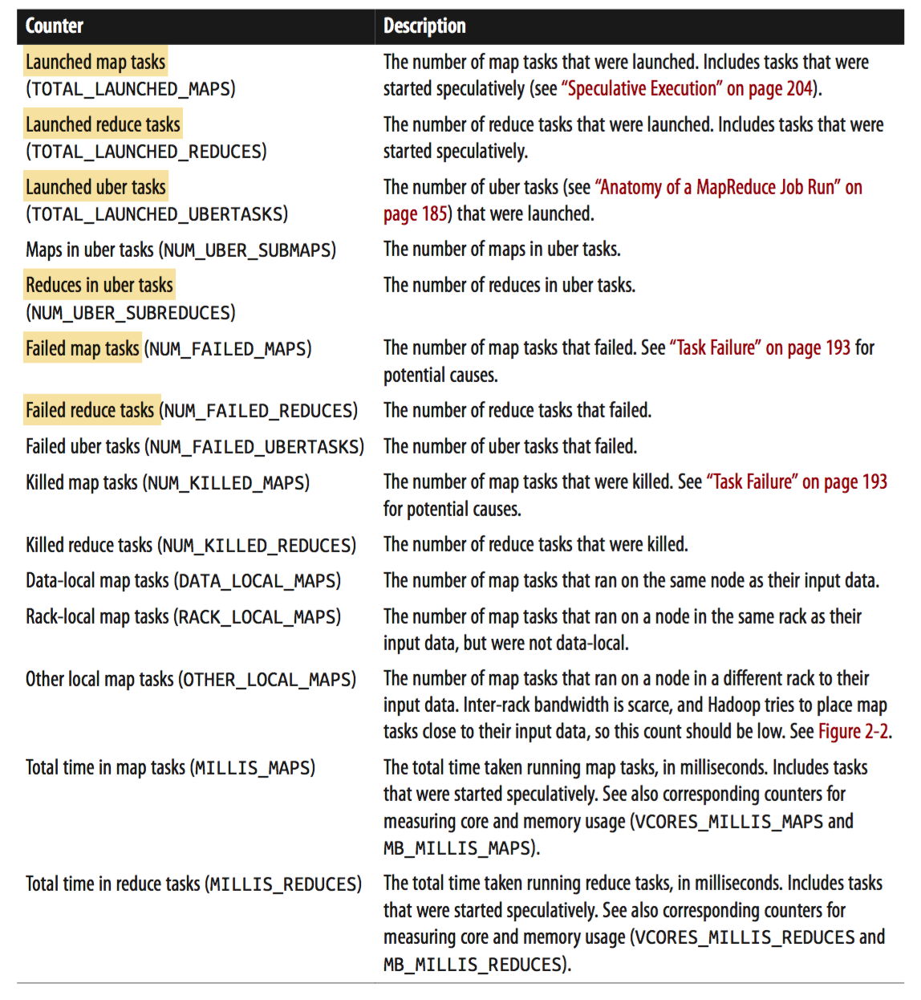 Counter Description
Launched map tasks
(TOTAL_LAUNCHED_MAPS)
The number of map tasks that were launched. Includes tasks that were
started speculatively (see “Speculative Execution” on page 204).
Launched reduce tasks
(TOTAL_LAUNCHED_REDUCES)
The number of reduce tasks that were launched. Includes tasks that were
started speculatively.
Launched uber tasks
(TOTAL_LAUNCHED_UBERTASKS)
The number of uber tasks (see “Anatomy of a MapReduce Job Run” on
page 185) that were launched.
Maps in uber tasks (NUM_UBER_SUBMAPS)
The number of maps in uber tasks.
Reduces in uber tasks
(NUM_UBER_SUBREDUCES)
The number of reduces in uber tasks.
Failed map tasks (NUM_FAILED_MAPS)
The number of map tasks that failed. See “Task Failure” on page 193 for
potential causes.
Failed reduce tasks (NUM_FAILED_REDUCES)
The number of reduce tasks that failed.
Failed uber tasks (NUM_FAILED_UBERTASKS)
The number of uber tasks that failed.
Killed map tasks (NUM_KILLED_MAPS)
The number of map tasks that were killed. See “Task Failure” on page 193
for potential causes.
Killed reduce tasks (NUM_KILLED_REDUCES)
The number of reduce tasks that were killed.
Data-local map tasks (DATA_LOCAL_MAPS)
The number of map tasks that ran on the same node as their input data.
Rack-local map tasks (RACK_LOCAL_MAPS)
The number of map tasks that ran on a node in the same rack as their
input data, but were not data-local.
Other local map tasks (OTHER_LOCAL_MAPS)
The number of map tasks that ran on a node in a different rack to their
input data. Inter-rack bandwidth is scarce, and Hadoop tries to place map
tasks close to their input data, so this count should be low. See Figure 2-2.
Total time in map tasks (MILLIS_MAPS)
The total time taken running map tasks, in milliseconds. Includes tasks
that were started speculatively. See also corresponding counters for
measuring core and memory usage (VCORES_MILLIS_MAPS and
MB_MILLIS_MAPS).
Total time in reduce tasks (MILLIS_REDUCES)
The total time taken running reduce tasks, in milliseconds. Includes tasks
that were started speculatively. See also corresponding counters for
measuring core and memory usage (VCORES_MILLIS_REDUCES and
MB_MILLIS_REDUCES).